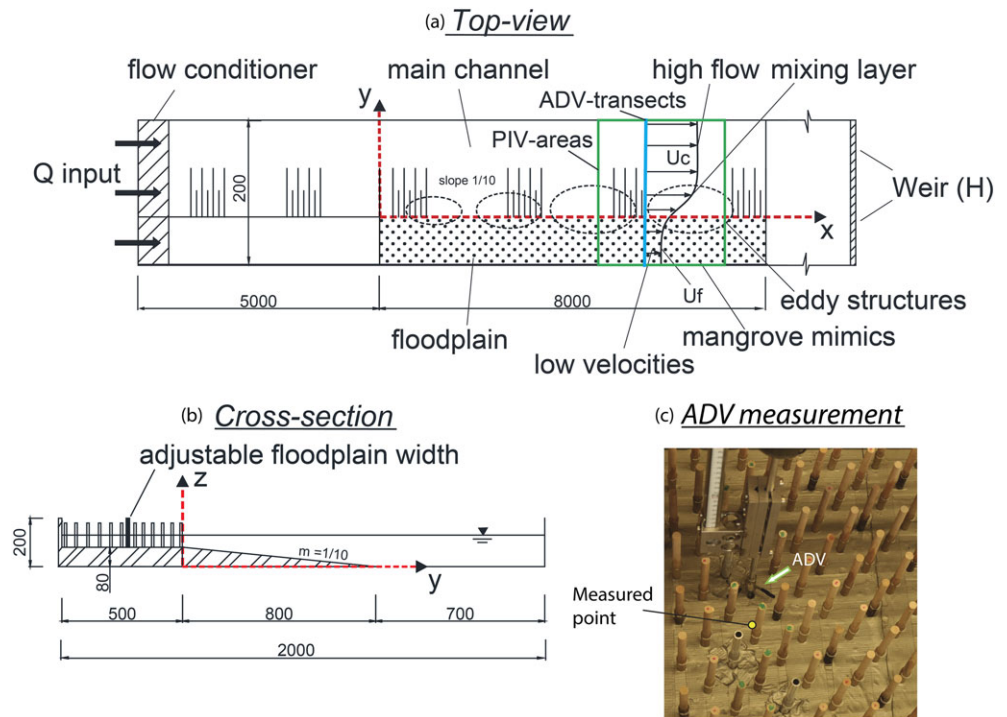 (a) Top-view
flow conditioner
main channel
high flow
mixing layer
y
ADV-transects
PIV-areas
Uc
Q input
200
slope 1/10
Weir (H)
x
5000
8000
Uf
eddy structures
floodplain
mangrove mimics
low velocities
(b) Cross-section
adjustable floodplain width
z
200
80
m =1/10
y
500
800
700
2000
(c) ADV measurement
ADV
Measured
point